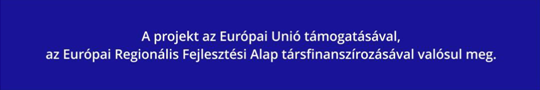 A projekt az Európai Unió támogatásával,
az Európai Regionális Fejlesztési Alap társfinanszírozásával valósul meg.